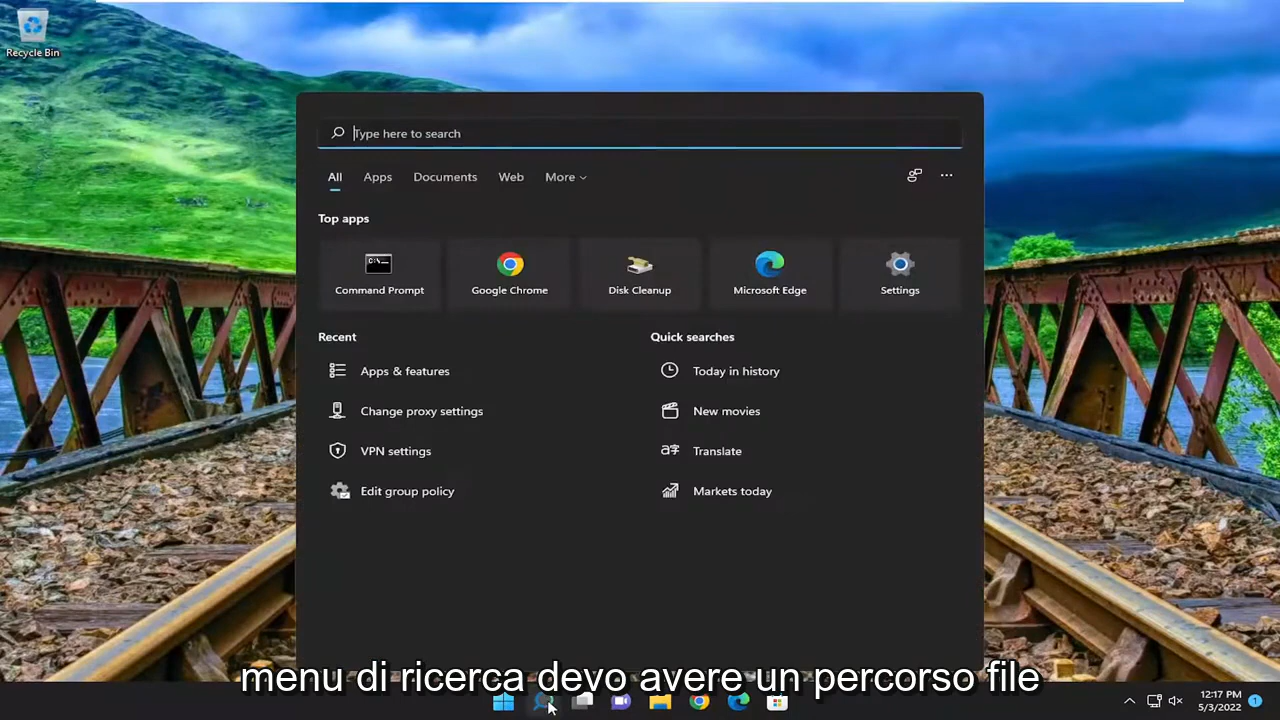 Recycle Bin
Type here to search
All Apps Documents Web More
Top apps
Command Prompt Google Chrome Disk Cleanup Microsoft Edge Settings
Recent Quick searches
Apps & features Today in history
Change proxy settings New movies
VPN settings Translate
Edit group policy Markets today
menu di ricerca devo avere un percorso file
12:17 PM
5/3/2022
1